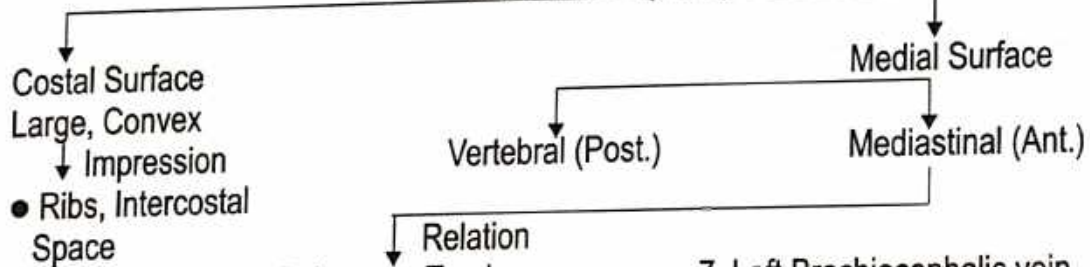 Costal Surface
Large, Convex
Impression
● Ribs, Intercostal
Space
Medial Surface
Vertebral (Post.)
Mediastinal (Ant.)
Relation
7. Left Brachiocephalic vein